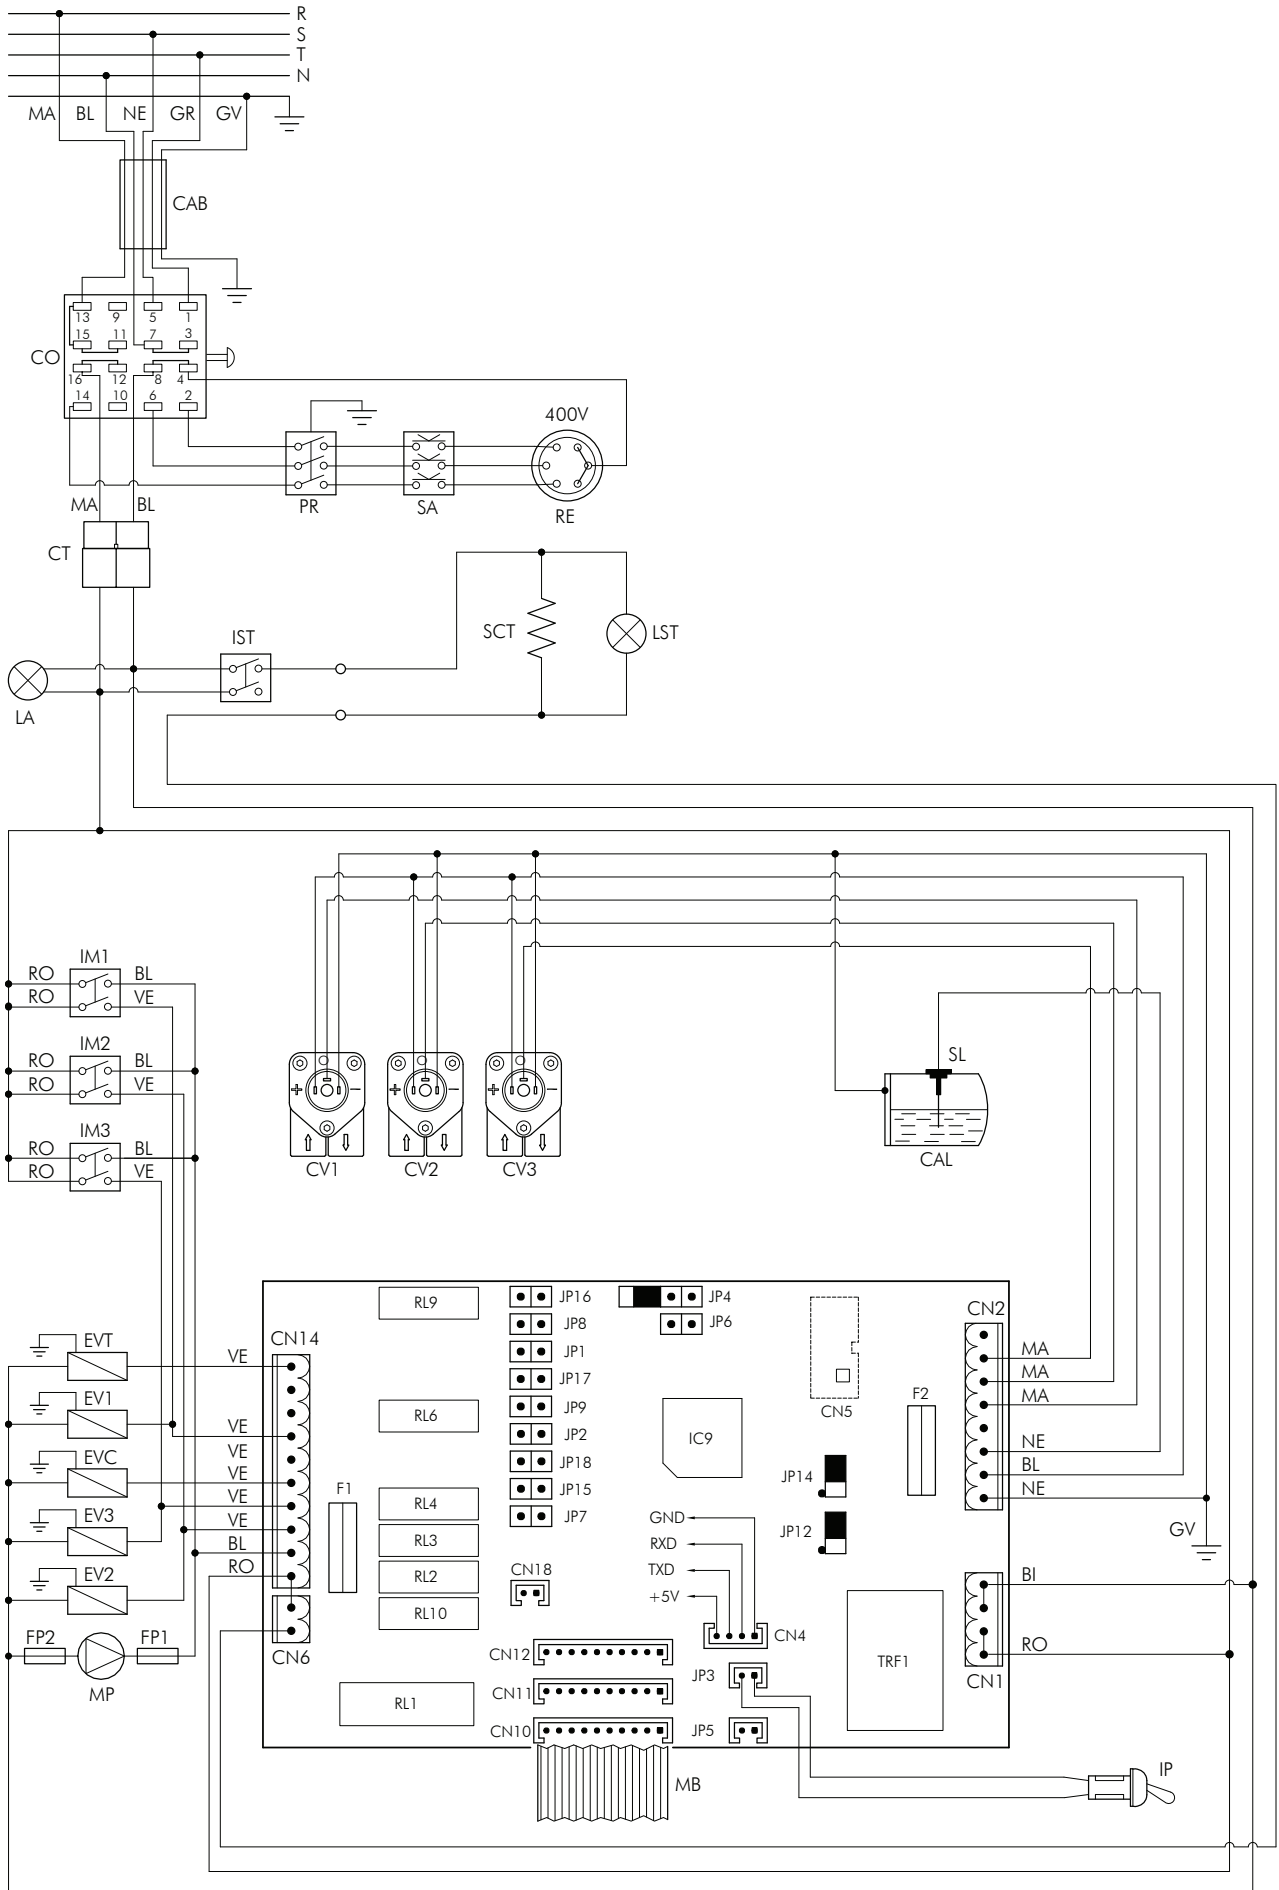 R
S
T
N
MA BL NE GR GV
CAB
13 9 5 1
15 11 7 3
CO
16 12 8 4
14 10 6 2
400V
PR SA RE
MA BL
CT
IST
SCT LST
LA
IM1
RO BL
RO VE
IM2
RO BL
RO VE
IM3
RO BL
RO VE
+ − + − + −
CV1 CV2 CV3
SL
CAL
RL9 JP16 JP4
JP8 JP6
CN2
EVT CN14
VE JP1 MA
JP17 MA
EV1 F2 MA
RL6 JP9 CN5
VE JP2 IC9
VE NE
EVC JP18 BL
VE JP14
F1 JP15 NE
VE RL4 JP7
EV3 GND
VE RL3 JP12 GV
BL RXD
RO RL2 CN18 TXD BI
EV2 +5V
RL10
FP2 FP1 CN4
CN6 CN12 RO
MP JP3 TRF1 CN1
CN11
RL1
CN10 JP5
IP
MB